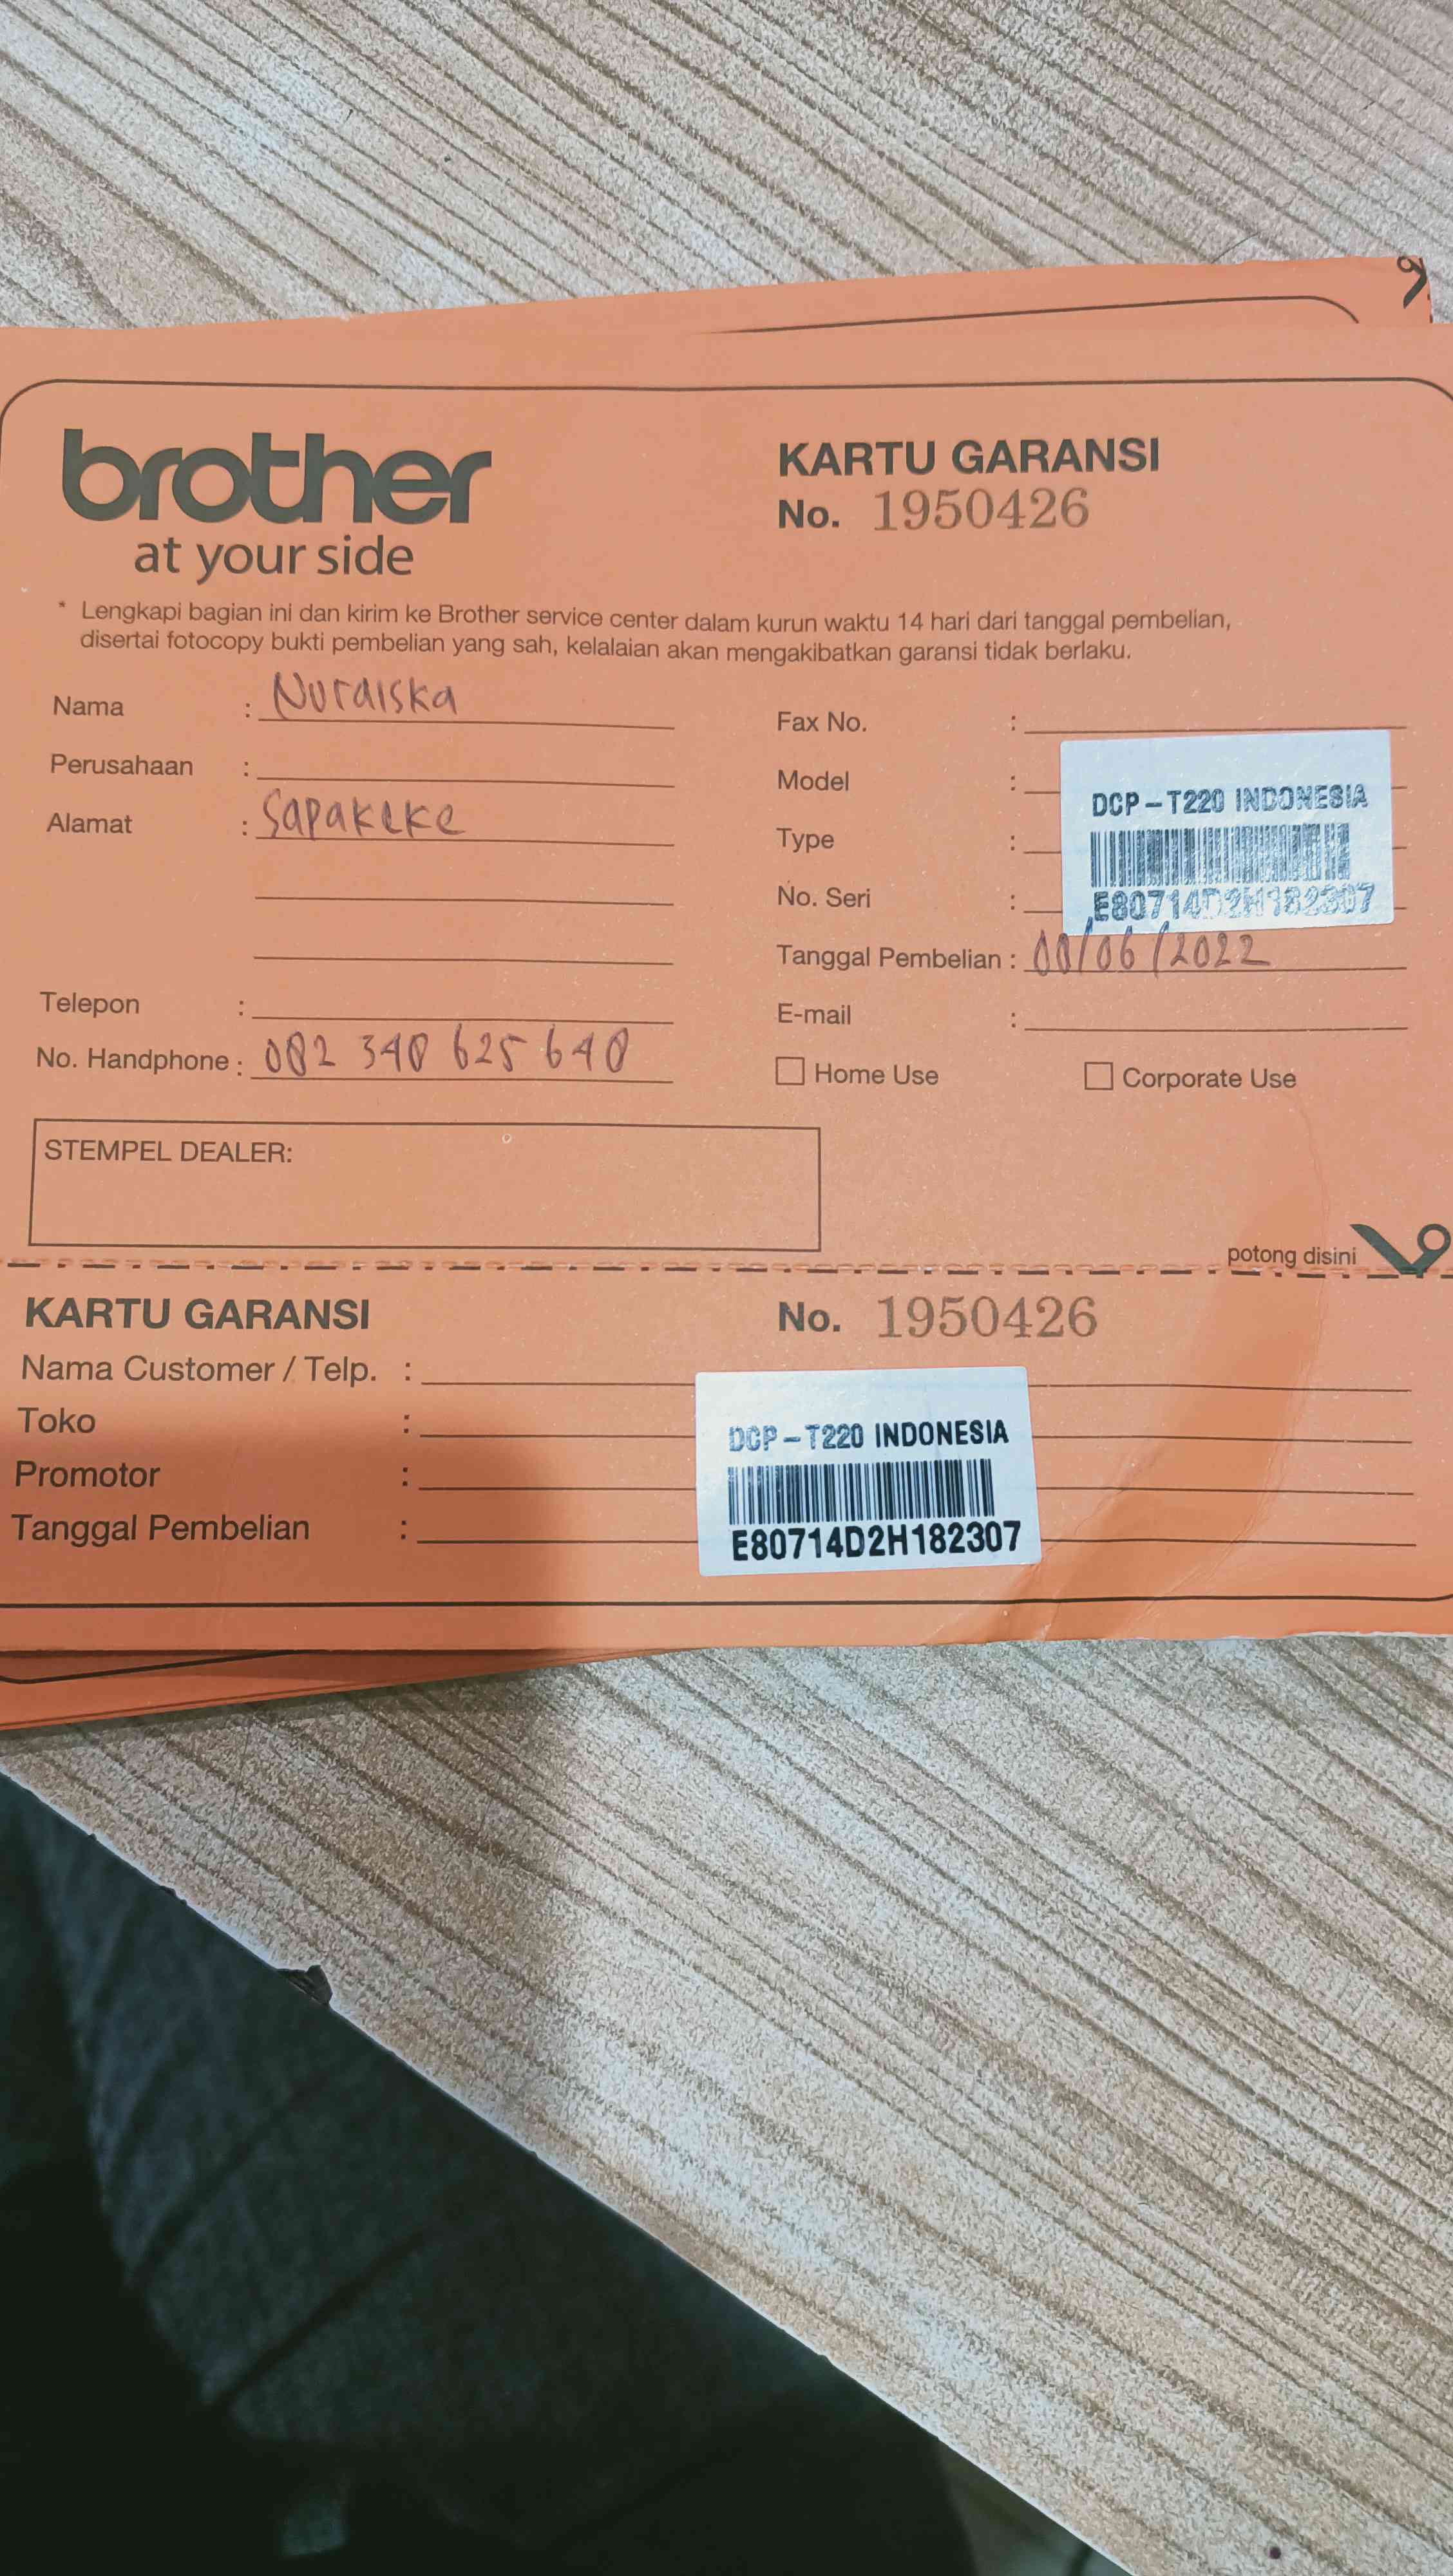 brother
at your side
KARTU GARANSI
No. 1950426
* Lengkapi bagian ini dan kirim ke Brother service center dalam kurun waktu 14 hari dari tanggal pembelian,
disertai fotocopy bukti pembelian yang sah, kelalaian akan mengakibatkan garansi tidak berlaku.
Nama : Nuraiska
Perusahaan :
Alamat : Sapakeke
Telepon :
No. Handphone : 082 340 625 640
Fax No. :
Model :
Type :
No. Seri :
DCP-T220 INDONESIA
E80714D2H182307
Tanggal Pembelian : /06/2022
E-mail :
Home Use
Corporate Use
STEMPEL DEALER:
potong disini
KARTU GARANSI
No. 1950426
Nama Customer / Telp. :
Toko :
Promotor :
Tanggal Pembelian :
DCP-T220 INDONESIA
E80714D2H182307